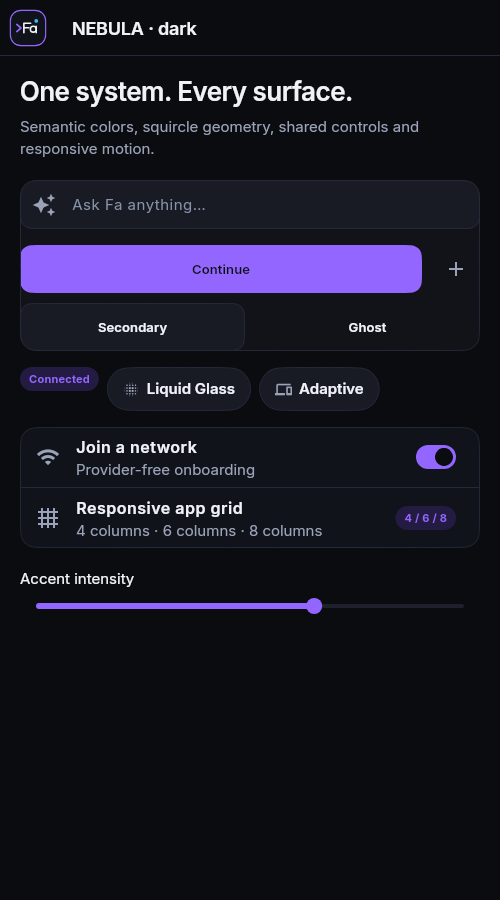 >Fa
NEBULA · dark
One system. Every surface.
Semantic colors, squircle geometry, shared controls and
responsive motion.
Ask Fa anything...
Continue
Secondary
Ghost
Connected
Liquid Glass
Adaptive
Join a network
Provider-free onboarding
Responsive app grid
4 columns · 6 columns · 8 columns
4 / 6 / 8
Accent intensity